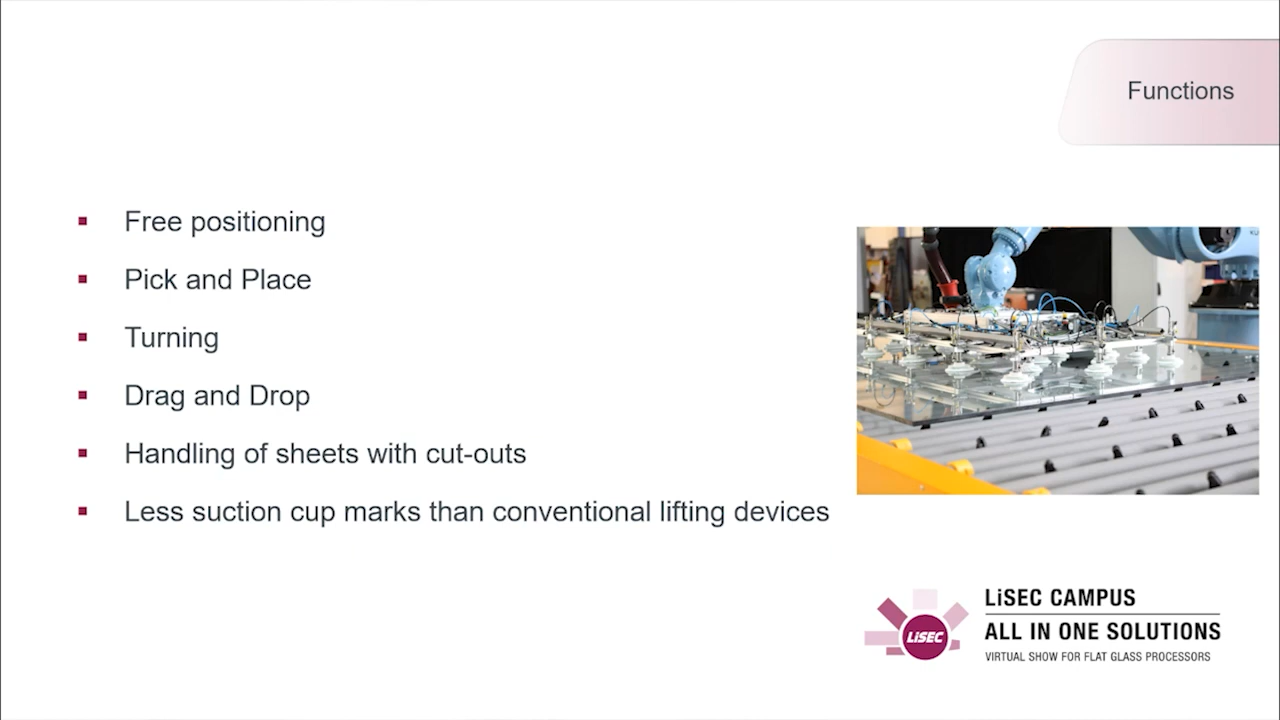 Functions
Free positioning
Pick and Place
Turning
Drag and Drop
Handling of sheets with cut-outs
Less suction cup marks than conventional lifting devices
LiSEC CAMPUS
LiSEC
ALL IN ONE SOLUTIONS
VIRTUAL SHOW FOR FLAT GLASS PROCESSORS